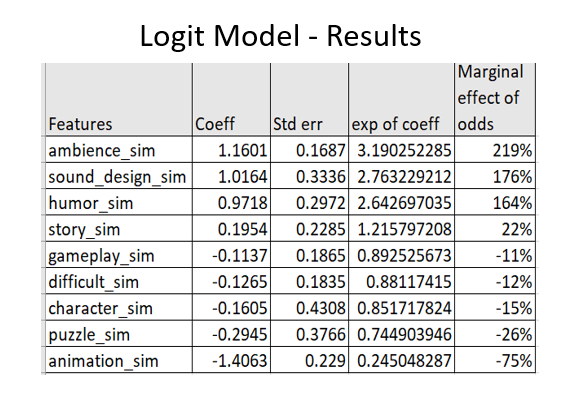 Logit Model - Results
Marginal
effect of
Features Coeff Std err exp of coeff odds
ambience_sim 1.1601 0.1687 3.190252285 219%
sound_design_sim 1.0164 0.3336 2.763229212 176%
humor_sim 0.9718 0.2972 2.642697035 164%
story_sim 0.1954 0.2285 1.215797208 22%
gameplay_sim -0.1137 0.1865 0.892525673 -11%
difficult_sim -0.1265 0.1835 0.88117415 -12%
character_sim -0.1605 0.4308 0.851717824 -15%
puzzle_sim -0.2945 0.3766 0.744903946 -26%
animation_sim -1.4063 0.229 0.245048287 -75%